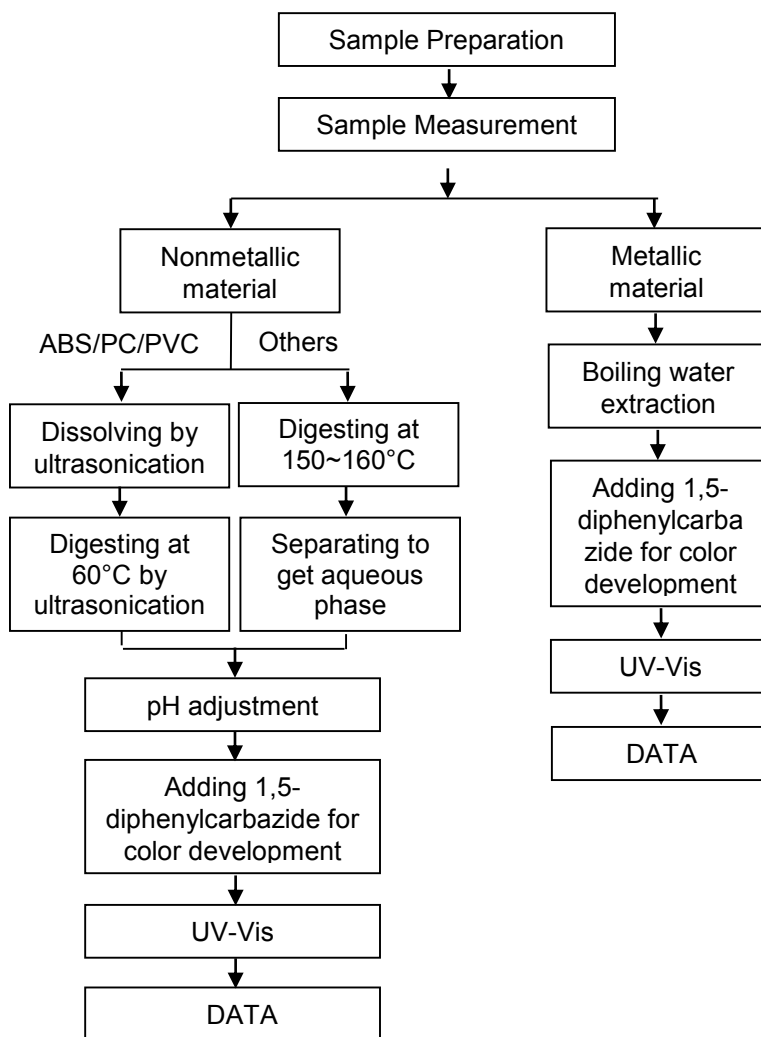 Sample Preparation
Sample Measurement
Nonmetallic
material
ABS/PC/PVC
Others
Dissolving by
ultrasonication
Digesting at
150~160°C
Digesting at
60°C by
ultrasonication
Separating to
get aqueous
phase
pH adjustment
Adding 1,5-
diphenylcarbazide for
color development
UV-Vis
DATA
Metallic
material
Boiling water
extraction
Adding 1,5-
diphenylcarba
zide for color
development
UV-Vis
DATA